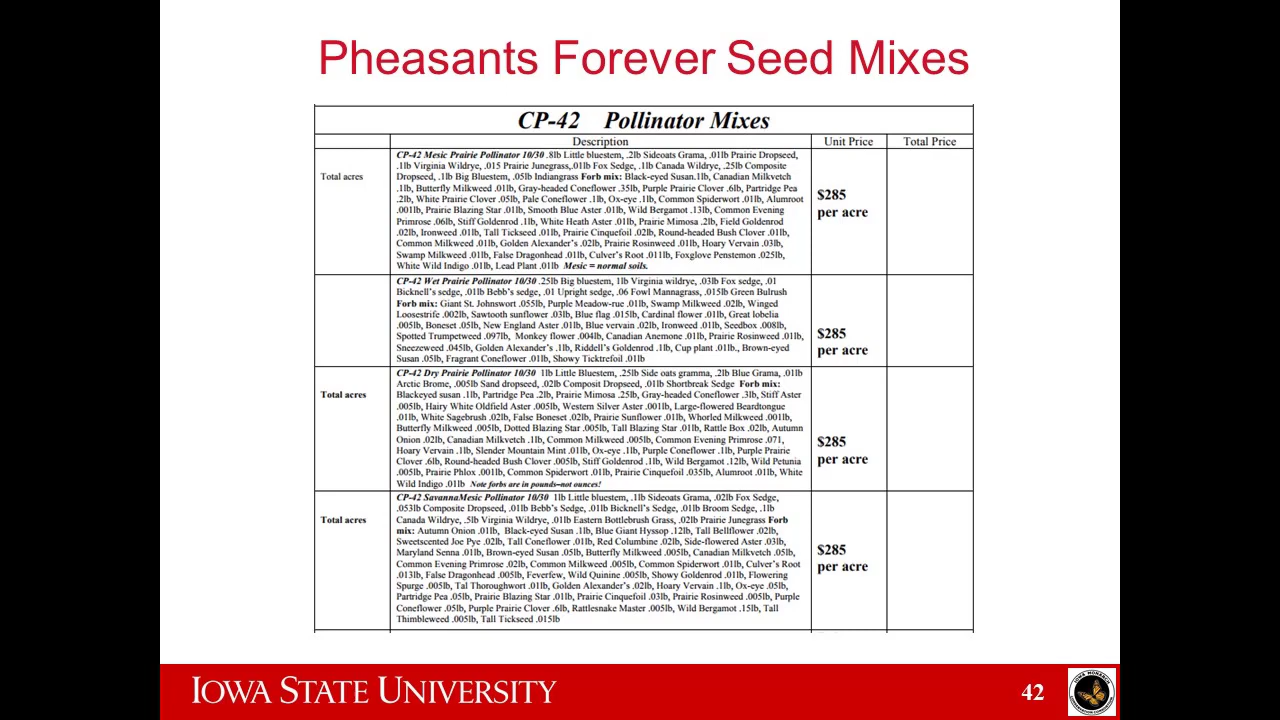 Pheasants Forever Seed Mixes
CP-42 Pollinator Mixes
Description
Unit Price
Total Price
Total acres
CP-42 Mesic Prairie Pollinator 10/30 .8lb Little bluestem, .2lb Sideoats Grama, .01lb Prairie Dropseed,
.1lb Virginia Wildrye, .015 Prairie Junegrass,.01lb Fox Sedge, .1lb Canada Wildrye, .25lb Composite
Dropseed, .1lb Big Bluestem, .05lb Indiangrass Forb mix: Black-eyed Susan.1lb, Canadian Milkvetch
.1lb, Butterfly Milkweed .01lb, Gray-headed Coneflower .35lb, Purple Prairie Clover .6lb, Partridge Pea
.2lb, White Prairie Clover .05lb, Pale Coneflower .1lb, Ox-eye .1lb, Common Spiderwort .01lb, Alumroot
.001lb, Prairie Blazing Star .01lb, Smooth Blue Aster .01lb, Wild Bergamot .13lb, Common Evening
Primrose .06lb, Stiff Goldenrod .1lb, White Heath Aster .01lb, Prairie Mimosa .2lb, Field Goldenrod
.02lb, Ironweed .01lb, Tall Tickseed .01lb, Prairie Cinquefoil .02lb, Round-headed Bush Clover .01lb,
Common Milkweed .01lb, Golden Alexander's .02lb, Prairie Rosinweed .01lb, Hoary Vervain .03lb,
Swamp Milkweed .01lb, False Dragonhead .01lb, Culver's Root .011lb, Foxglove Penstemon .025lb,
White Wild Indigo .01lb, Lead Plant .01lb Mesic = normal soils.
$285
per acre
CP-42 Wet Prairie Pollinator 10/30 .25lb Big bluestem, 1lb Virginia wildrye, .03lb Fox sedge, .01
Bicknell's sedge, .01lb Bebb's sedge, .01 Upright sedge, .06 Fowl Mannagrass, .015lb Green Bulrush
Forb mix: Giant St. Johnswort .055lb, Purple Meadow-rue .01lb, Swamp Milkweed .02lb, Winged
Loosestrife .002lb, Sawtooth sunflower .03lb, Blue flag .015lb, Cardinal flower .01lb, Great lobelia
.005lb, Boneset .05lb, New England Aster .01lb, Blue vervain .02lb, Ironweed .01lb, Seedbox .008lb,
Spotted Trumpetweed .097lb, Monkey flower .004lb, Canadian Anemone .01lb, Prairie Rosinweed .01lb,
Sneezeweed .045lb, Golden Alexander's .1lb, Riddell's Goldenrod .1lb, Cup plant .01lb., Brown-eyed
Susan .05lb, Fragrant Coneflower .01lb, Showy Ticktrefoil .01lb
$285
per acre
Total acres
CP-42 Dry Prairie Pollinator 10/30 1lb Little Bluestem, .25lb Side oats gramma, .2lb Blue Grama, .01lb
Arctic Brome, .005lb Sand dropseed, .02lb Composit Dropseed, .01lb Shortbreak Sedge Forb mix:
Blackeyed susan .1lb, Partridge Pea .2lb, Prairie Mimosa .25lb, Gray-headed Coneflower .3lb, Stiff Aster
.005lb, Hairy White Oldfield Aster .005lb, Western Silver Aster .001lb, Large-flowered Beardtongue
.01lb, White Sagebrush .02lb, False Boneset .02lb, Prairie Sunflower .01lb, Whorled Milkweed .001lb,
Butterfly Milkweed .005lb, Dotted Blazing Star .005lb, Tall Blazing Star .01lb, Rattle Box .02lb, Autumn
Onion .02lb, Canadian Milkvetch .1lb, Common Milkweed .005lb, Common Evening Primrose .071,
Hoary Vervain .1lb, Slender Mountain Mint .01lb, Ox-eye .1lb, Purple Coneflower .1lb, Purple Prairie
Clover .6lb, Round-headed Bush Clover .005lb, Stiff Goldenrod .1lb, Wild Bergamot .12lb, Wild Petunia
.005lb, Prairie Phlox .001lb, Common Spiderwort .01lb, Prairie Cinquefoil .035lb, Alumroot .01lb, White
Wild Indigo .01lb Note forbs are in pounds--not ounces!
$285
per acre
Total acres
CP-42 SavannaMesic Pollinator 10/30 1lb Little bluestem, .1lb Sideoats Grama, .02lb Fox Sedge,
.053lb Composite Dropseed, .01lb Bebb's Sedge, .01lb Bicknell's Sedge, .01lb Broom Sedge, .1lb
Canada Wildrye, .5lb Virginia Wildrye, .01lb Eastern Bottlebrush Grass, .02lb Prairie Junegrass Forb
mix: Autumn Onion .01lb, Black-eyed Susan .1lb, Blue Giant Hyssop .12lb, Tall Bellflower .02lb,
Sweetscented Joe Pye .02lb, Tall Coneflower .01lb, Red Columbine .02lb, Side-flowered Aster .03lb,
Maryland Senna .01lb, Brown-eyed Susan .05lb, Butterfly Milkweed .005lb, Canadian Milkvetch .05lb,
Common Evening Primrose .02lb, Common Milkweed .005lb, Common Spiderwort .01lb, Culver's Root
.013lb, False Dragonhead .005lb, Feverfew, Wild Quinine .005lb, Showy Goldenrod .01lb, Flowering
Spurge .005lb, Tal Thoroughwort .01lb, Golden Alexander's .02lb, Hoary Vervain .1lb, Ox-eye .05lb,
Partridge Pea .05lb, Prairie Blazing Star .01lb, Prairie Cinquefoil .03lb, Prairie Rosinweed .005lb, Purple
Coneflower .05lb, Purple Prairie Clover .6lb, Rattlesnake Master .005lb, Wild Bergamot .15lb, Tall
Thimbleweed .005lb, Tall Tickseed .015lb
$285
per acre
IOWA STATE UNIVERSITY
42
IOWA MONARCH